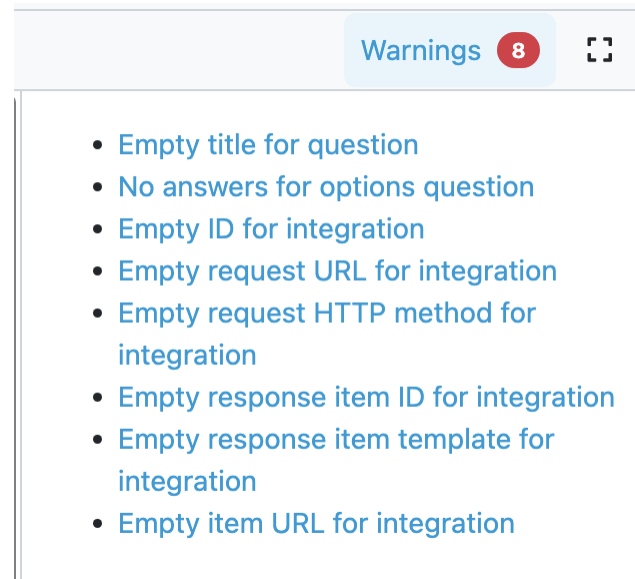 Warnings 8
Empty title for question
No answers for options question
Empty ID for integration
Empty request URL for integration
Empty request HTTP method for
integration
Empty response item ID for integration
Empty response item template for
integration
Empty item URL for integration